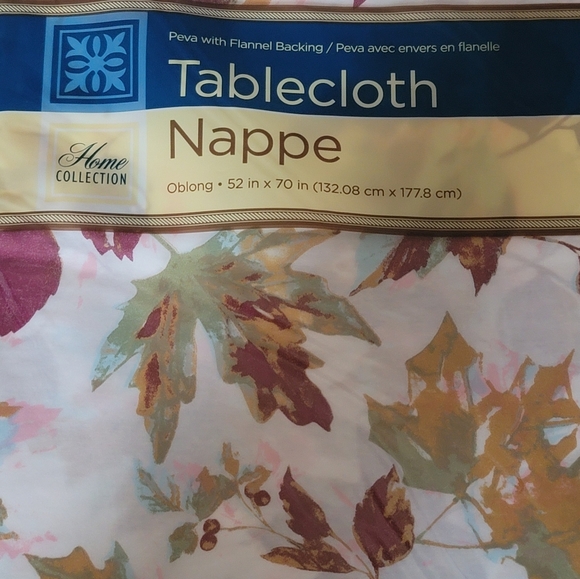 Peva with Flannel Backing / Peva avec envers en flanelle
Tablecloth
Nappe
Home
COLLECTION
Oblong • 52 in x 70 in (132.08 cm x 177.8 cm)